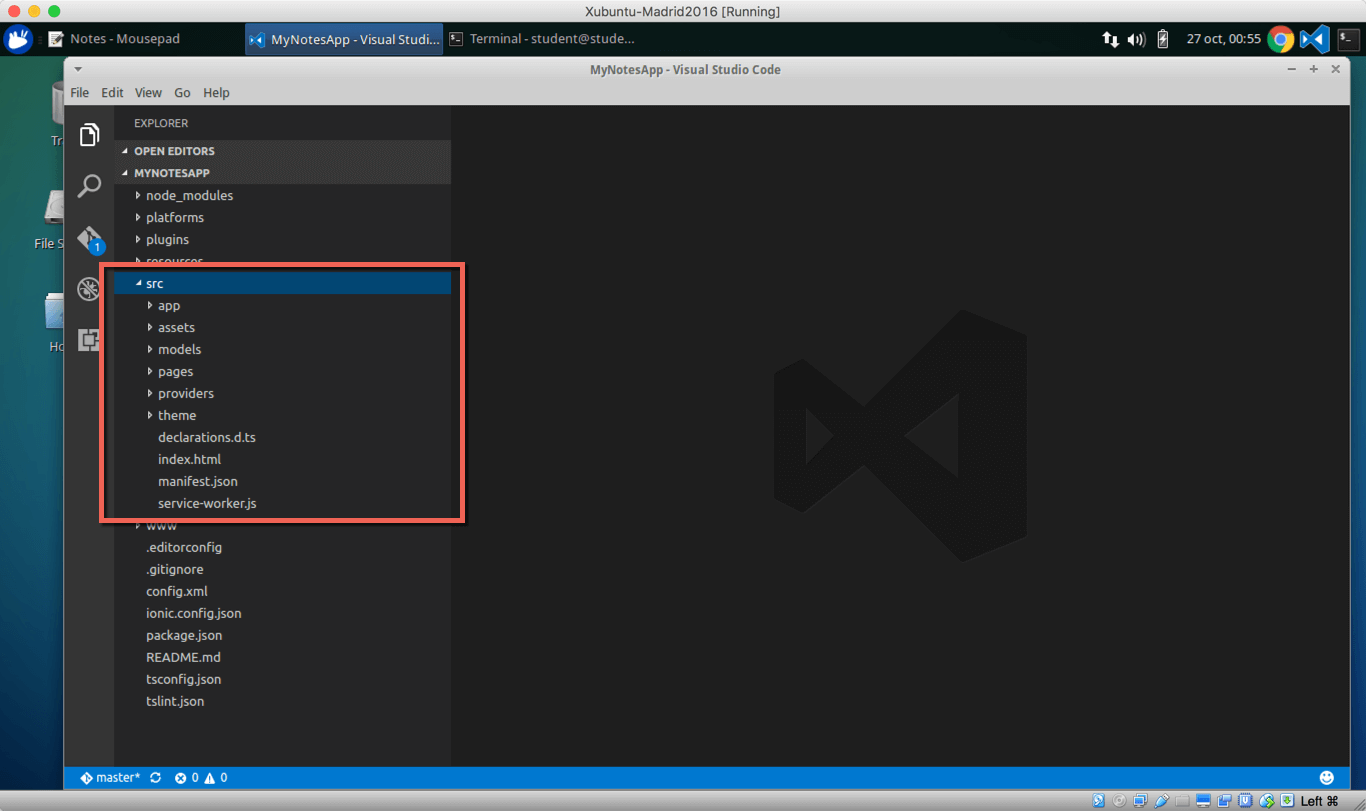 Xubuntu-Madrid2016 [Running]
Notes - Mousepad
MyNotesApp - Visual Studi...
Terminal - student@stude...
27 oct, 00:55
MyNotesApp - Visual Studio Code
File Edit View Go Help
EXPLORER
OPEN EDITORS
MYNOTESAPP
node_modules
platforms
plugins
resources
src
app
assets
models
pages
providers
theme
declarations.d.ts
index.html
manifest.json
service-worker.js
www
.editorconfig
.gitignore
config.xml
ionic.config.json
package.json
README.md
tsconfig.json
tslint.json
Tr
File S
1
Ho
master* 0 0
Left ⌘